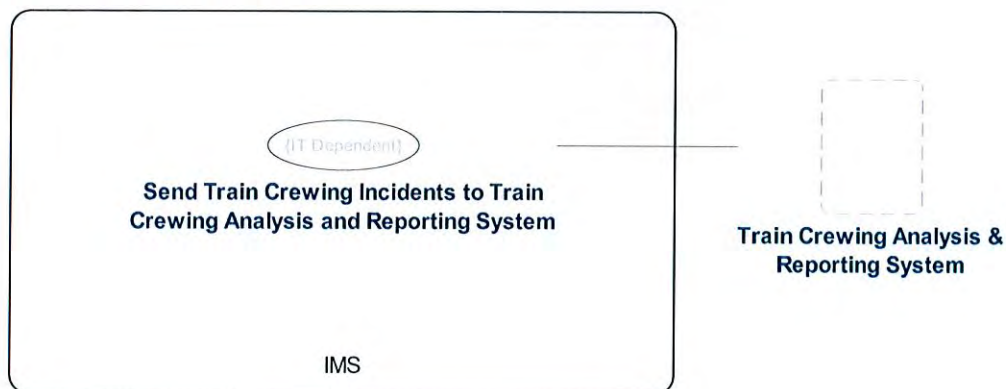 {IT Dependent}
Send Train Crewing Incidents to Train
Crewing Analysis and Reporting System
Train Crewing Analysis &
Reporting System
IMS